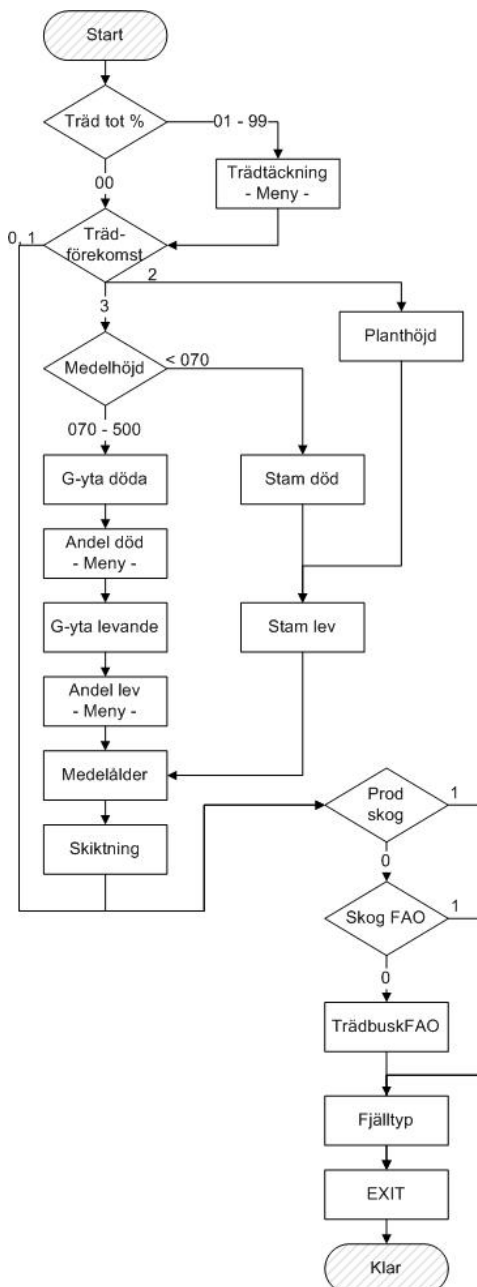 Start
Träd tot %
01 - 99
Trädtäckning
- Meny -
00
0, 1
Träd-
förekomst
2
3
Planthöjd
Medelhöjd
< 070
070 - 500
G-yta döda
Stam död
Andel död
- Meny -
G-yta levande
Stam lev
Andel lev
- Meny -
Medelålder
Prod
skog
1
Skiktning
0
Skog FAO
1
0
TrädbuskFAO
Fjälltyp
EXIT
Klar